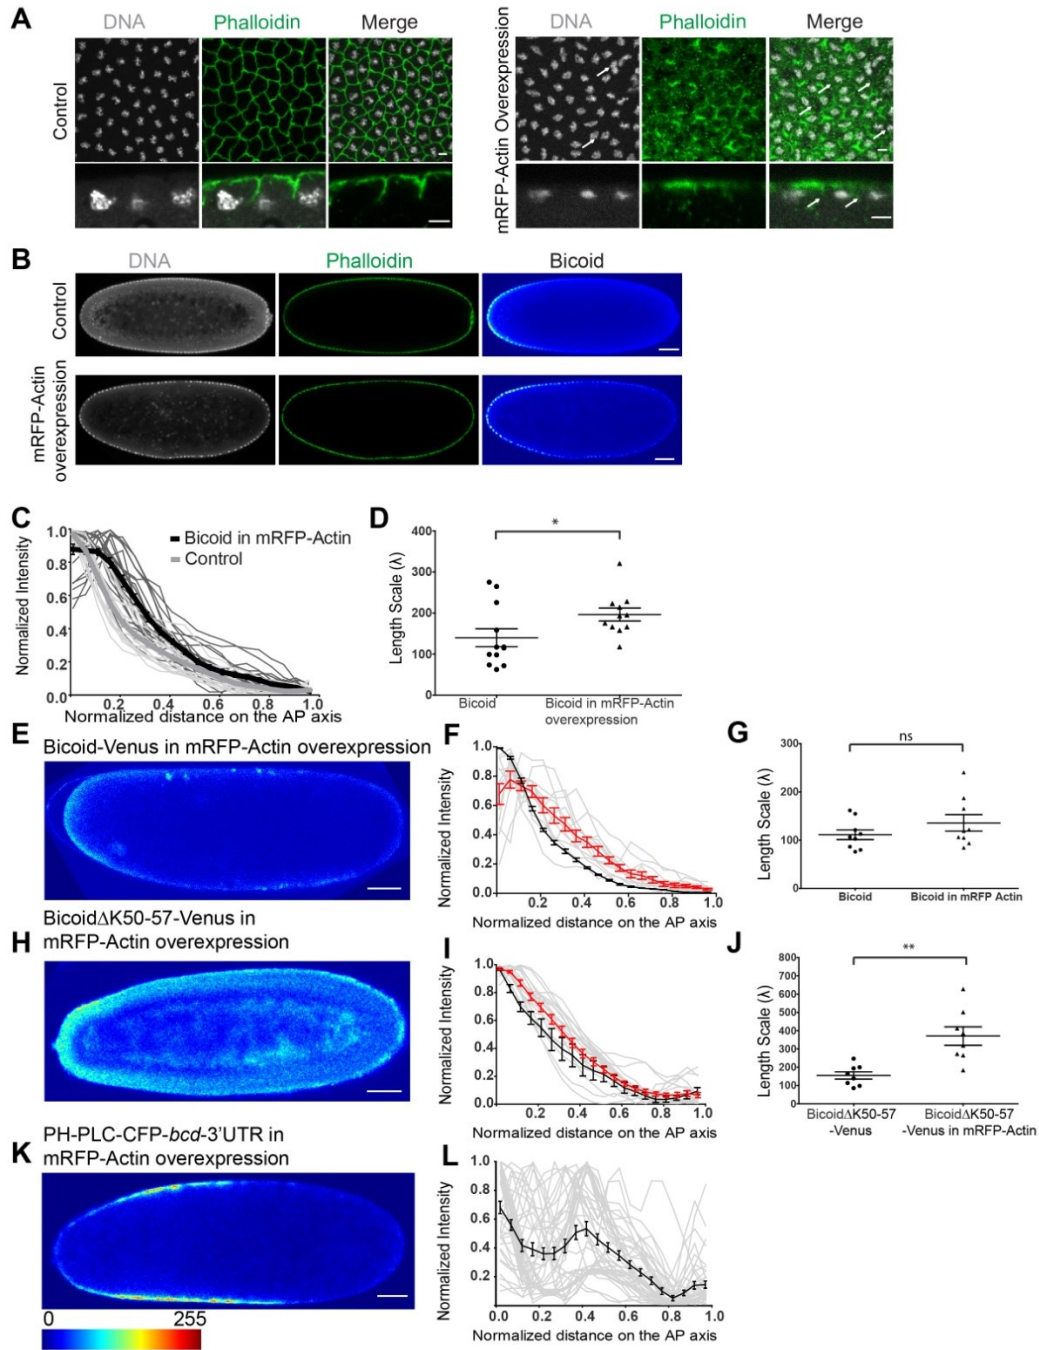 A
DNA Phalloidin Merge
Control
DNA Phalloidin Merge
mRFP-Actin Overexpression
B
DNA Phalloidin Bicoid
Control
mRFP-Actin
overexpression
C
Normalized Intensity
1.0
0.8
0.6
0.4
0.2
0.0
0.2 0.4 0.6 0.8 1.0
Normalized distance on the AP axis
Bicoid in mRFP-Actin
Control
D
Length Scale (λ)
400
300
200
100
0
*
Bicoid
Bicoid in mRFP-Actin
overexpression
E
Bicoid-Venus in mRFP-Actin overexpression
F
Normalized Intensity
1.0
0.8
0.6
0.4
0.2
0.0
0.2 0.4 0.6 0.8 1.0
Normalized distance on the AP axis
G
Length Scale (λ)
300
200
100
0
ns
Bicoid
Bicoid in mRFP Actin
H
BicoidΔK50-57-Venus in
mRFP-Actin overexpression
I
Normalized Intensity
1.0
0.8
0.6
0.4
0.2
0.0
0.2 0.4 0.6 0.8 1.0
Normalized distance on the AP axis
J
Length Scale (λ)
800
700
600
500
400
300
200
100
0
**
BicoidΔK50-57
-Venus
BicoidΔK50-57
-Venus in mRFP-Actin
K
PH-PLC-CFP-bcd-3'UTR in
mRFP-Actin overexpression
0 255
L
Normalized Intensity
1.0
0.8
0.6
0.4
0.2
0.0 0.2 0.4 0.6 0.8 1.0
Normalized distance on the AP axis